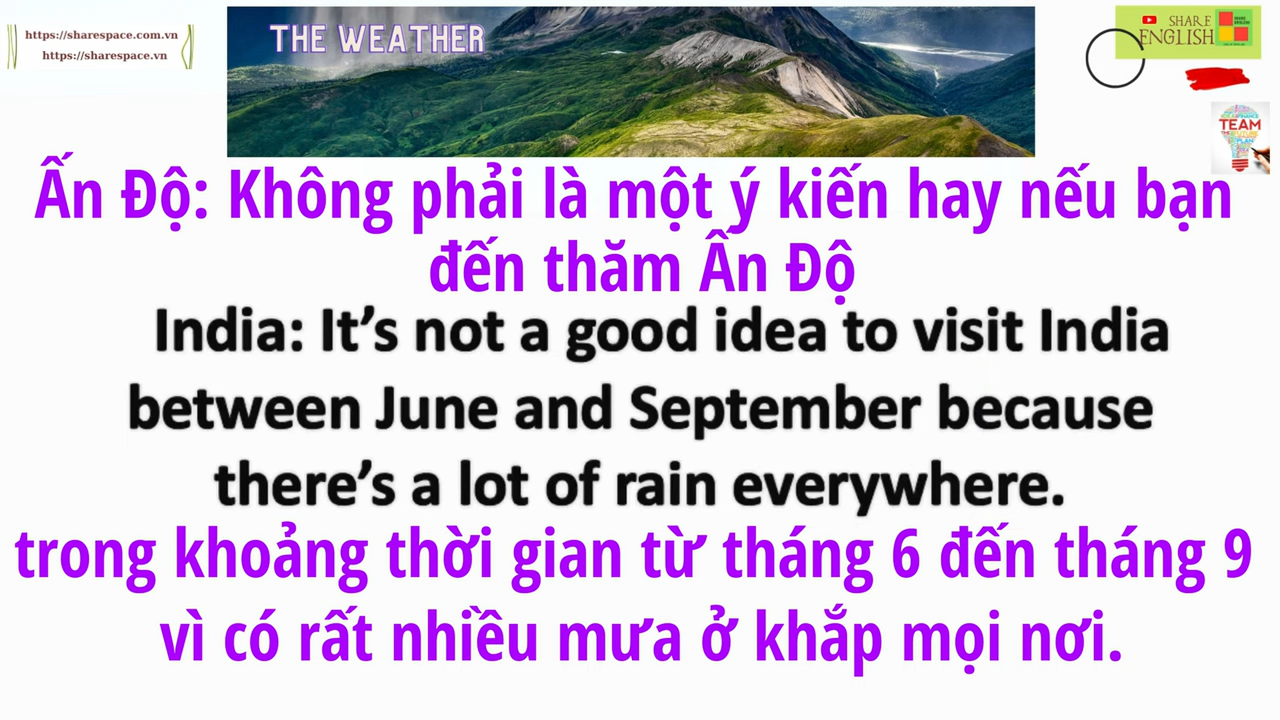 https://sharespace.com.vn
https://sharespace.vn
THE WEATHER
SHARE
ENGLISH
TEAM
PLAN
Ấn Độ: Không phải là một ý kiến hay nếu bạn
đến thăm Ấn Độ
India: It’s not a good idea to visit India
between June and September because
there’s a lot of rain everywhere.
trong khoảng thời gian từ tháng 6 đến tháng 9
vì có rất nhiều mưa ở khắp mọi nơi.